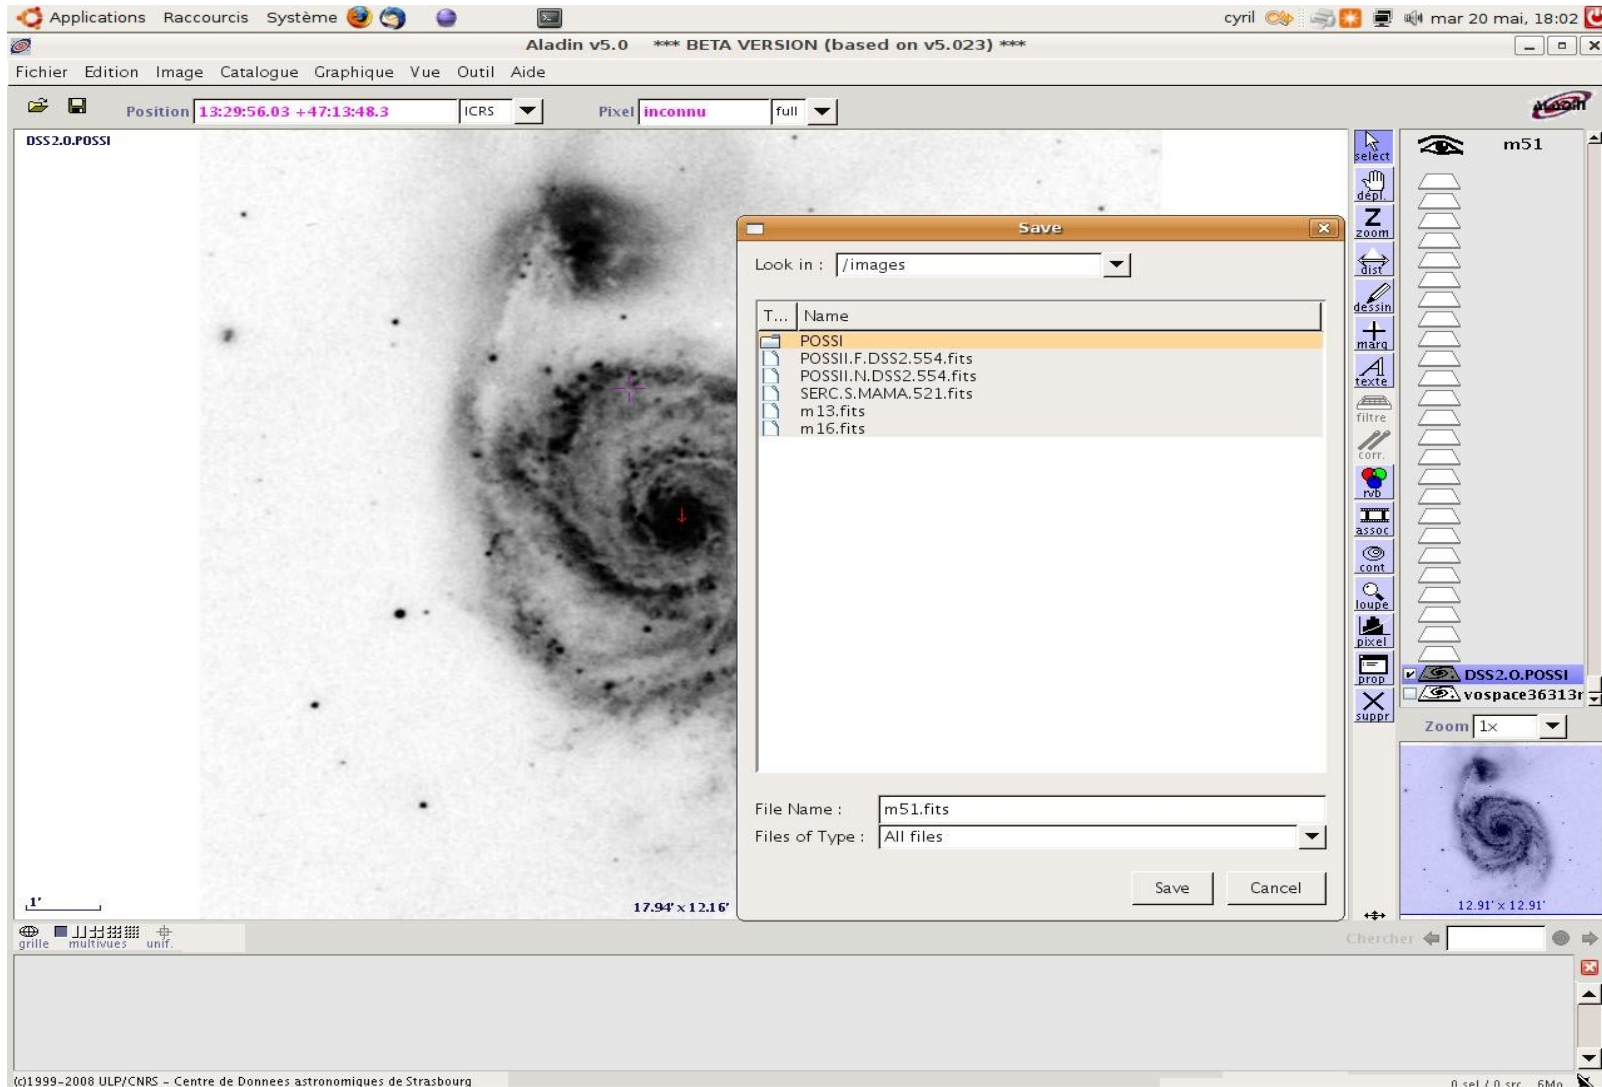 Applications Raccourcis Système cyril mar 20 mai, 18:02
Aladin v5.0 *** BETA VERSION (based on v5.023) ***
Fichier Edition Image Catalogue Graphique Vue Outil Aide
Position 13:29:56.03 +47:13:48.3 ICRS Pixel inconnu full Aladin
DSS2.O.POSSI
1'
17.94' x 12.16'
Save
Look in : /images
T... Name
POSSI
POSSII.F.DSS2.554.fits
POSSII.N.DSS2.554.fits
SERC.S.MAMA.521.fits
m13.fits
m16.fits
File Name : m51.fits
Files of Type : All files
Save Cancel
select
dépl.
Z
zoom
dist
dessin
marq
A
texte
filtre
corr.
rvb
assoc
cont
loupe
pixel
prop
suppr
m51
DSS2.O.POSSI
vospace36313r
Zoom 1x
12.91' x 12.91'
grille multivues unif.
Chercher
(c)1999-2008 ULP/CNRS - Centre de Donnees astronomiques de Strasbourg
0 sel / 0 src 6Mo